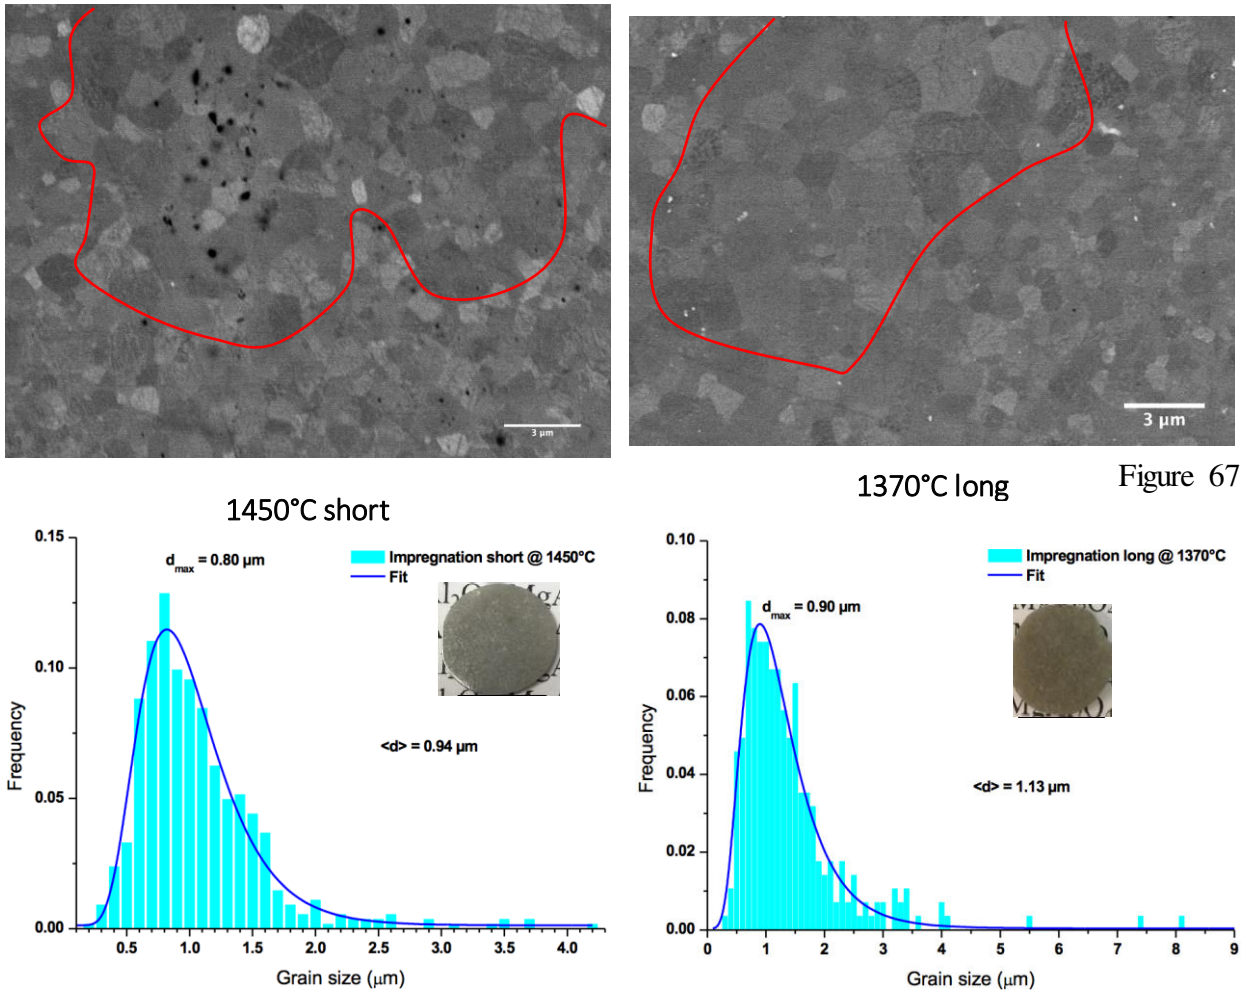 3 µm
3 µm
Figure 67
1450°C short
1370°C long
0.15
0.10
0.05
0.00
Frequency
d_max = 0.80 µm
Impregnation short @ 1450°C
Fit
<d> = 0.94 µm
0.5 1.0 1.5 2.0 2.5 3.0 3.5 4.0
Grain size (µm)
0.10
0.08
0.06
0.04
0.02
0.00
Frequency
d_max = 0.90 µm
Impregnation long @ 1370°C
Fit
<d> = 1.13 µm
0 1 2 3 4 5 6 7 8 9
Grain size (µm)